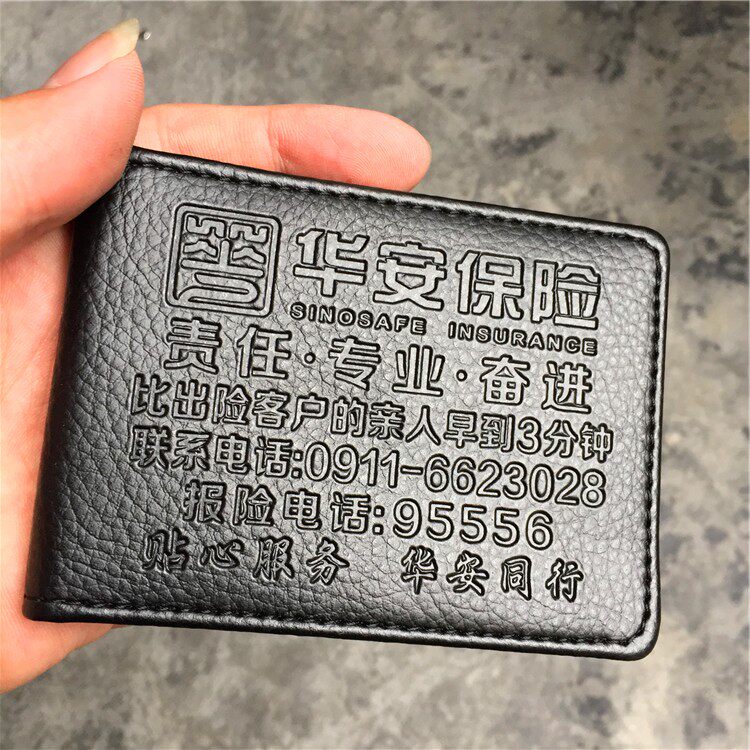 华安保险
SINOSAFE INSURANCE
责任·专业·奋进
比出险客户的亲人早到3分钟
联系电话:0911-6623028
报险电话:95556
贴心服务 华安同行